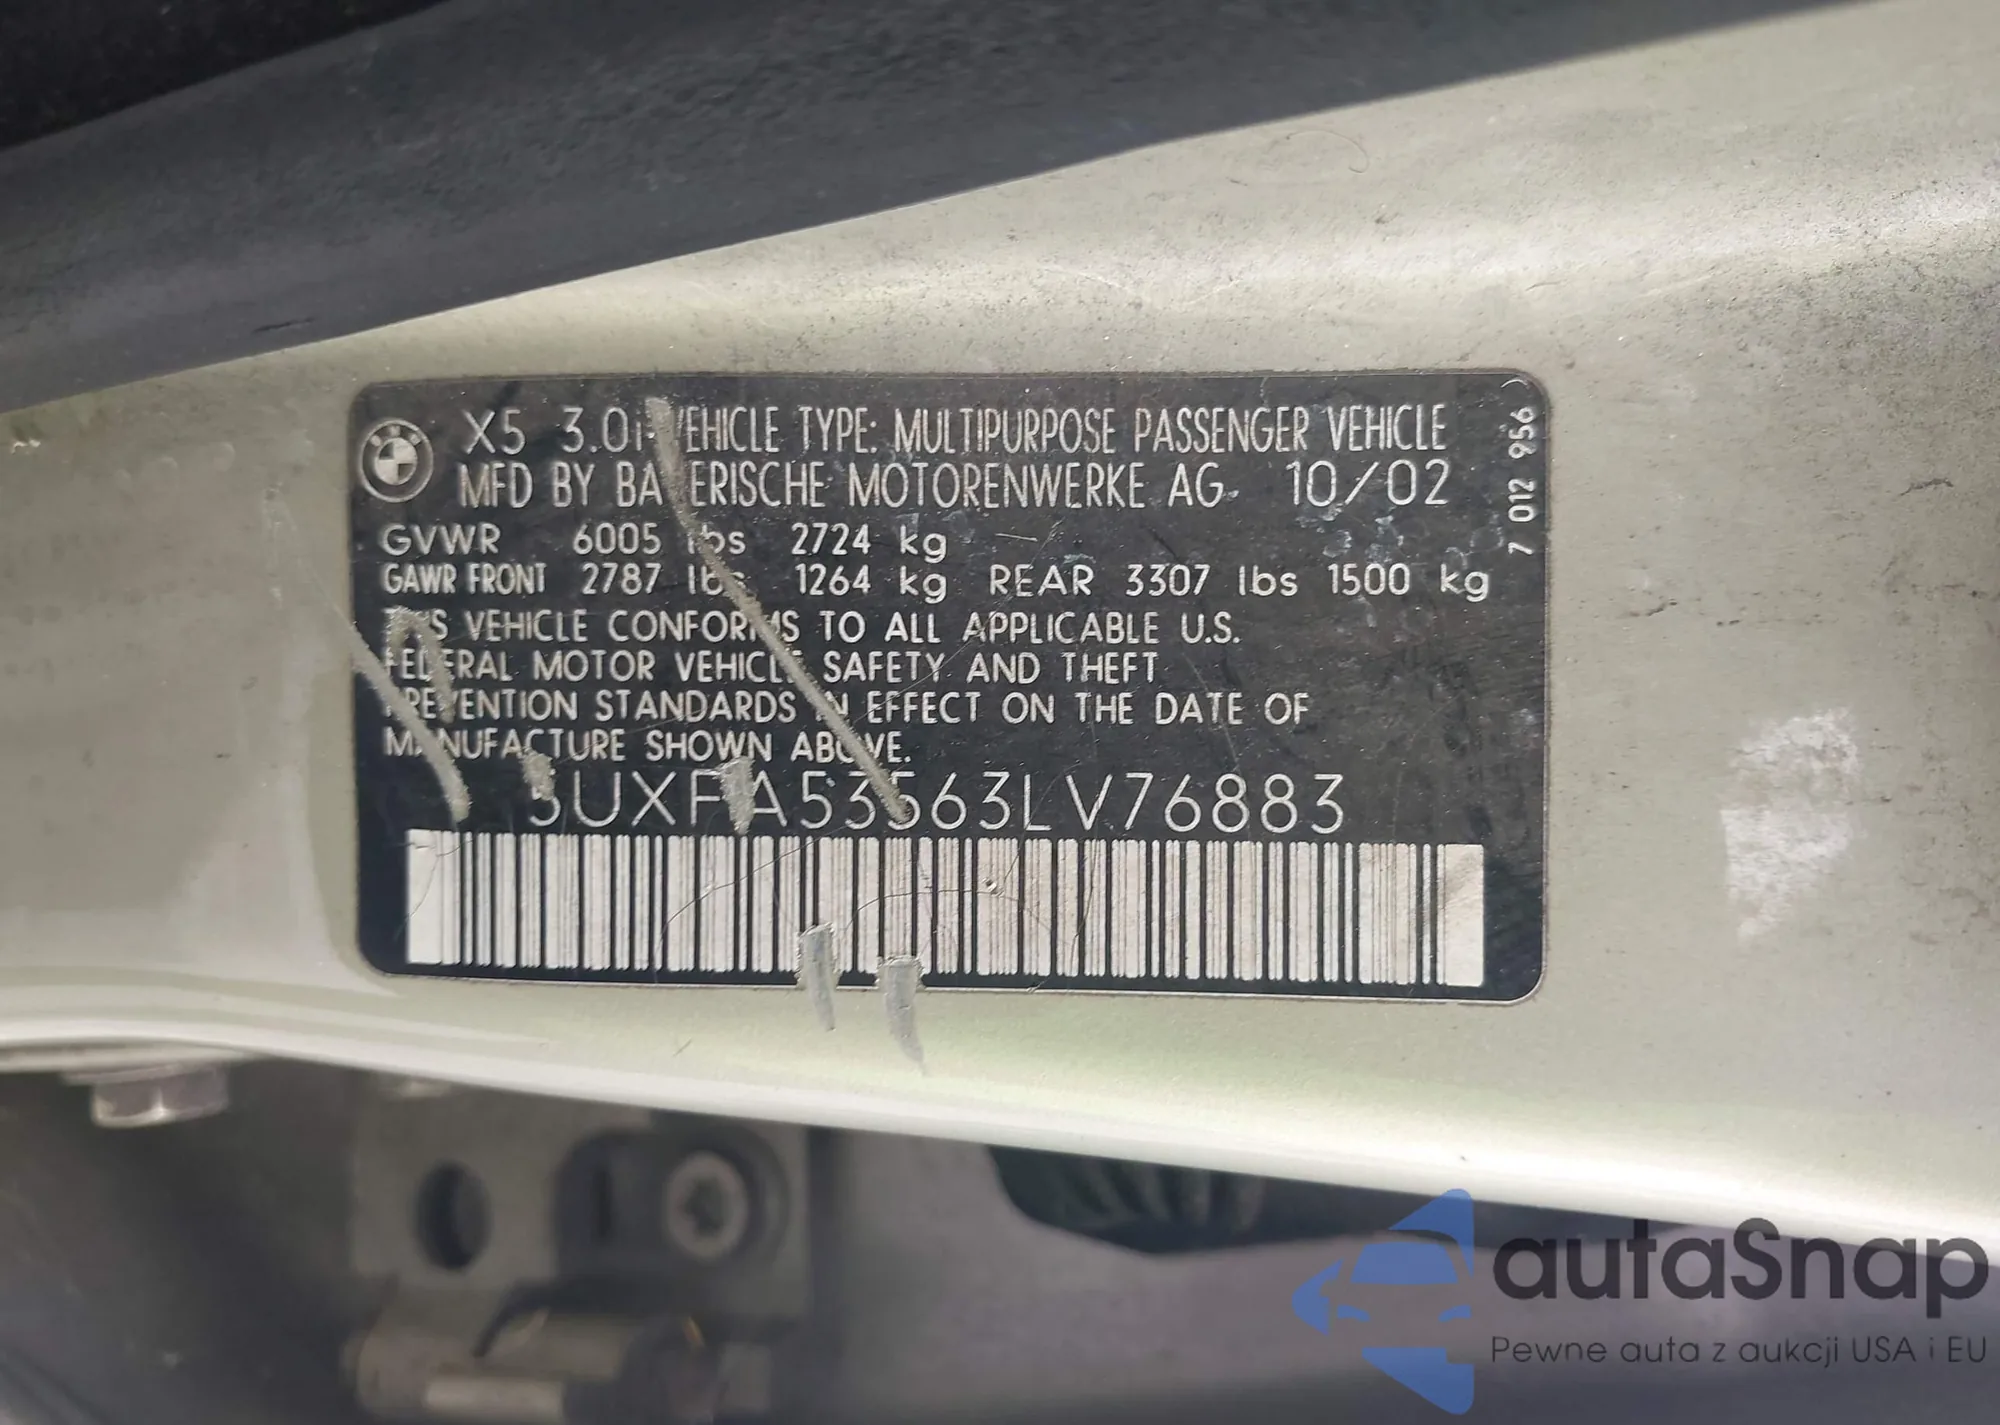 X5 3.0i VEHICLE TYPE: MULTIPURPOSE PASSENGER VEHICLE
MFD BY BAYERISCHE MOTORENWERKE AG. 10/02
GVWR 6005 lbs 2724 kg
GAWR FRONT 2787 lbs 1264 kg REAR 3307 lbs 1500 kg
THIS VEHICLE CONFORMS TO ALL APPLICABLE U.S.
FEDERAL MOTOR VEHICLE SAFETY AND THEFT
PREVENTION STANDARDS IN EFFECT ON THE DATE OF
MANUFACTURE SHOWN ABOVE.
5UXFA53563LV76883
7 012 956
autaSnap
Pewne auta z aukcji USA i EU